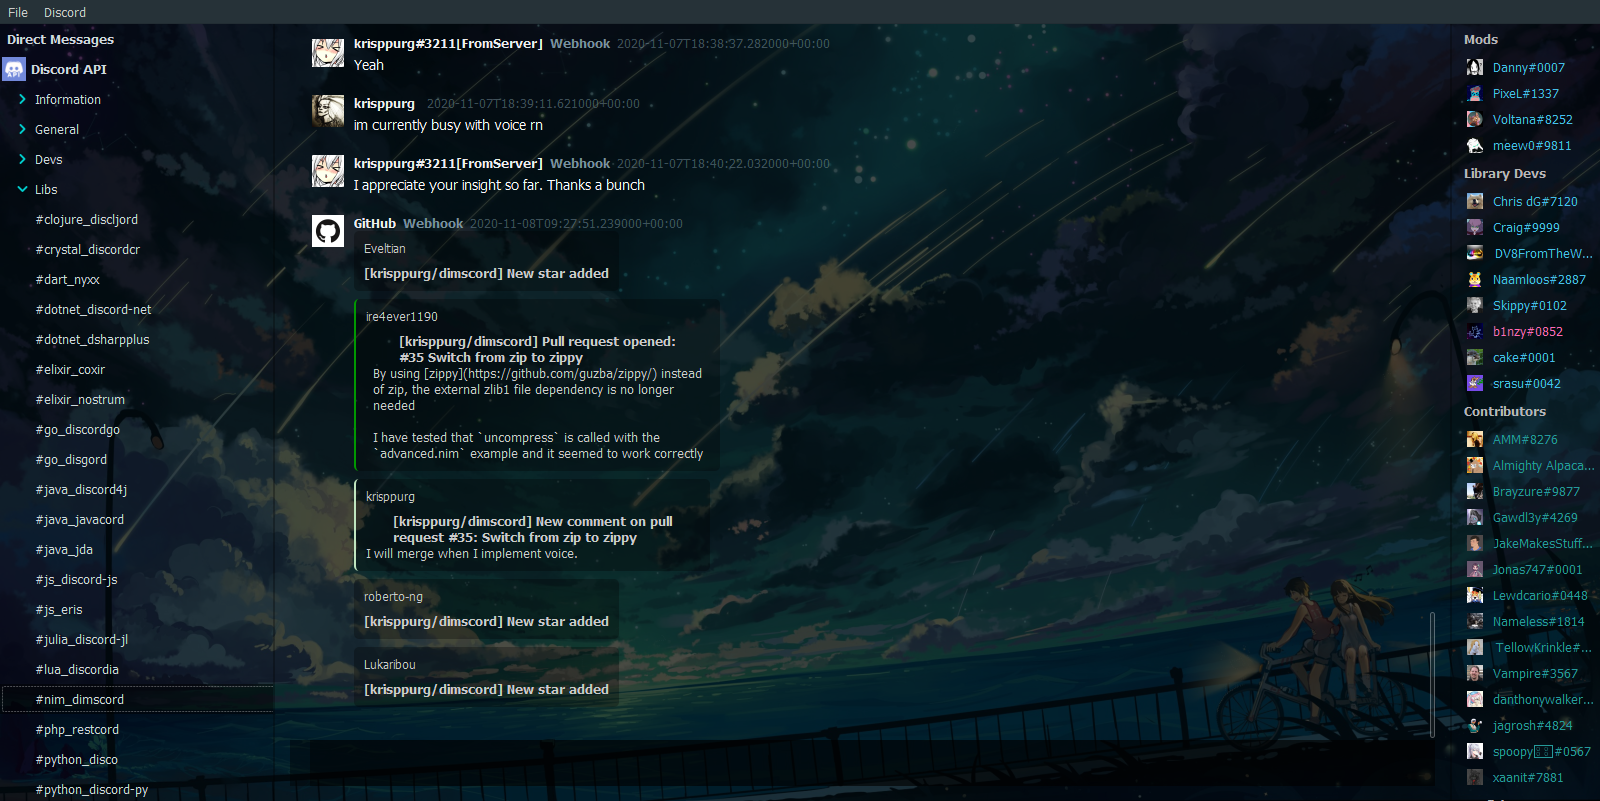 File Discord
Direct Messages
Discord API
Information
General
Devs
Libs
#clojure_discljord
#crystal_discordcr
#dart_nyxx
#dotnet_discord-net
#dotnet_dsharpplus
#elixir_coxir
#elixir_nostrum
#go_discordgo
#go_disgord
#java_discord4j
#java_javacord
#java_jda
#js_discord-js
#js_eris
#julia_discord-jl
#lua_discordia
#nim_dimscord
#php_restcord
#python_disco
#python_discord-py
krisppurg#3211[FromServer] Webhook 2020-11-07T18:38:37.282000+00:00
Yeah
krisppurg 2020-11-07T18:39:11.621000+00:00
im currently busy with voice rn
krisppurg#3211[FromServer] Webhook 2020-11-07T18:40:22.032000+00:00
I appreciate your insight so far. Thanks a bunch
GitHub Webhook 2020-11-08T09:27:51.239000+00:00
Eveltian
[krisppurg/dimscord] New star added
ire4ever1190
[krisppurg/dimscord] Pull request opened:
#35 Switch from zip to zippy
By using [zippy](https://github.com/guzba/zippy/) instead
of zip, the external zlib1 file dependency is no longer
needed
I have tested that `uncompress` is called with the
`advanced.nim` example and it seemed to work correctly
krisppurg
[krisppurg/dimscord] New comment on pull
request #35: Switch from zip to zippy
I will merge when I implement voice.
roberto-ng
[krisppurg/dimscord] New star added
Lukaribou
[krisppurg/dimscord] New star added
Mods
Danny#0007
PixeL#1337
Voltana#8252
meew0#9811
Library Devs
Chris dG#7120
Craig#9999
DV8FromTheW...
Naamloos#2887
Skippy#0102
b1nzy#0852
cake#0001
srasu#0042
Contributors
AMM#8276
Almighty Alpaca...
Brayzure#9877
Gawdl3y#4269
JakeMakesStuff...
Jonas747#0001
Lewdcario#0448
Nameless#1814
TellowKrinkle#...
Vampire#3567
danthonywalker...
jagrosh#4824
spoopy#0567
xaanit#7881